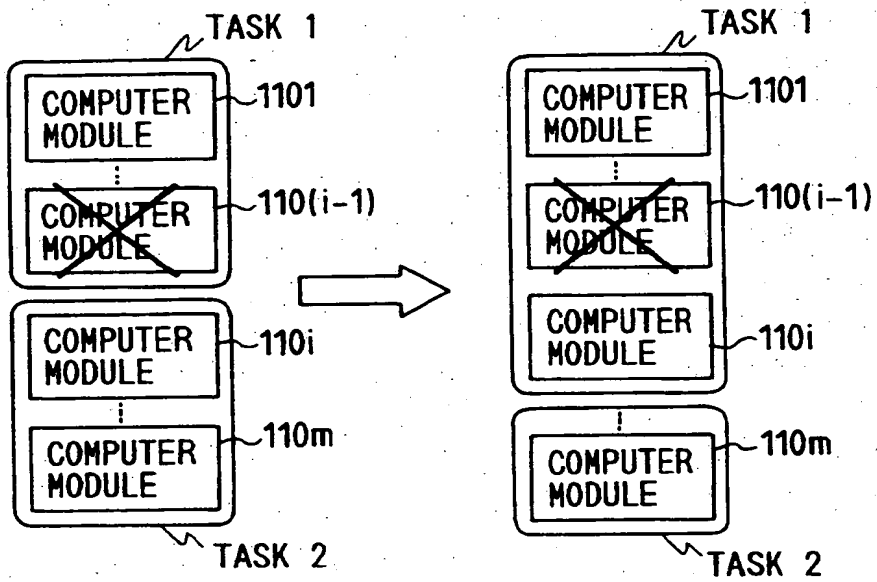 TASK 1
COMPUTER
MODULE
1101
COMPUTER
MODULE
110(i-1)
COMPUTER
MODULE
110i
COMPUTER
MODULE
110m
TASK 2
TASK 1
COMPUTER
MODULE
1101
COMPUTER
MODULE
110(i-1)
COMPUTER
MODULE
110i
COMPUTER
MODULE
110m
TASK 2